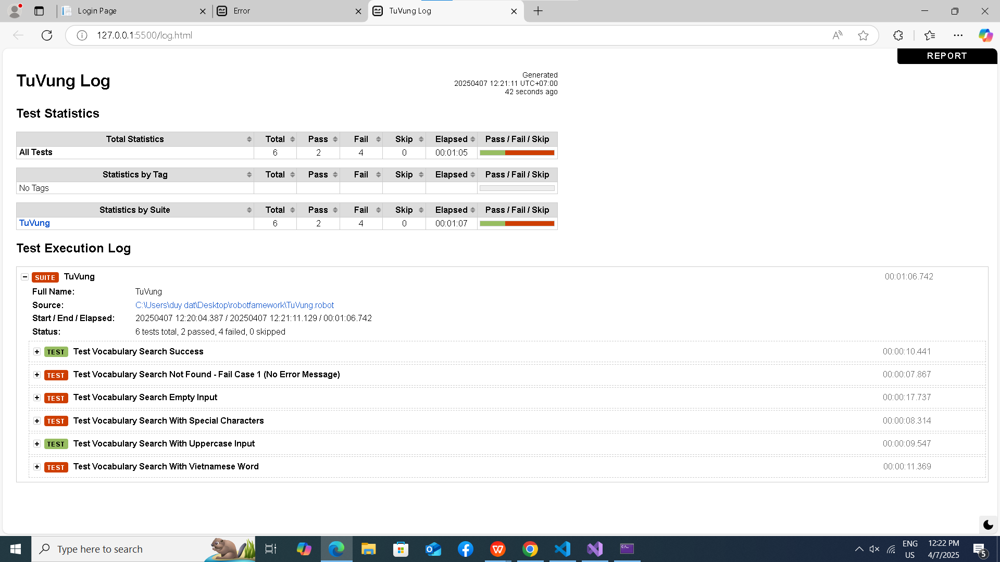 Login Page
Error
TuVung Log
127.0.0.1:5500/log.html
REPORT
TuVung Log
Generated
20250407 12:21:11 UTC+07:00
42 seconds ago
Test Statistics
Total Statistics Total Pass Fail Skip Elapsed Pass / Fail / Skip
All Tests 6 2 4 0 00:01:05
Statistics by Tag Total Pass Fail Skip Elapsed Pass / Fail / Skip
No Tags
Statistics by Suite Total Pass Fail Skip Elapsed Pass / Fail / Skip
TuVung 6 2 4 0 00:01:07
Test Execution Log
SUITE TuVung 00:01:06.742
Full Name: TuVung
Source: C:\Users\duy dat\Desktop\robotfamework\TuVung.robot
Start / End / Elapsed: 20250407 12:20:04.387 / 20250407 12:21:11.129 / 00:01:06.742
Status: 6 tests total, 2 passed, 4 failed, 0 skipped
TEST Test Vocabulary Search Success 00:00:10.441
TEST Test Vocabulary Search Not Found - Fail Case 1 (No Error Message) 00:00:07.867
TEST Test Vocabulary Search Empty Input 00:00:17.737
TEST Test Vocabulary Search With Special Characters 00:00:08.314
TEST Test Vocabulary Search With Uppercase Input 00:00:09.547
TEST Test Vocabulary Search With Vietnamese Word 00:00:11.369
Type here to search
ENG
US
12:22 PM
4/7/2025
5